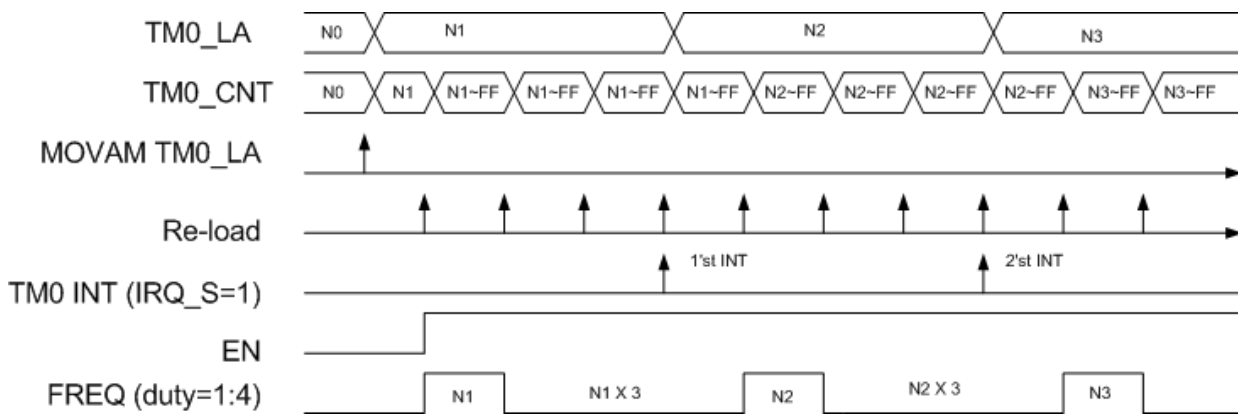 TM0_LA N0 N1 N2 N3
TM0_CNT N0 N1 N1~FF N1~FF N1~FF N1~FF N2~FF N2~FF N2~FF N2~FF N3~FF N3~FF
MOVAM TM0_LA
Re-load
TM0 INT (IRQ_S=1) 1'st INT 2'st INT
EN
FREQ (duty=1:4) N1 N1 X 3 N2 N2 X 3 N3